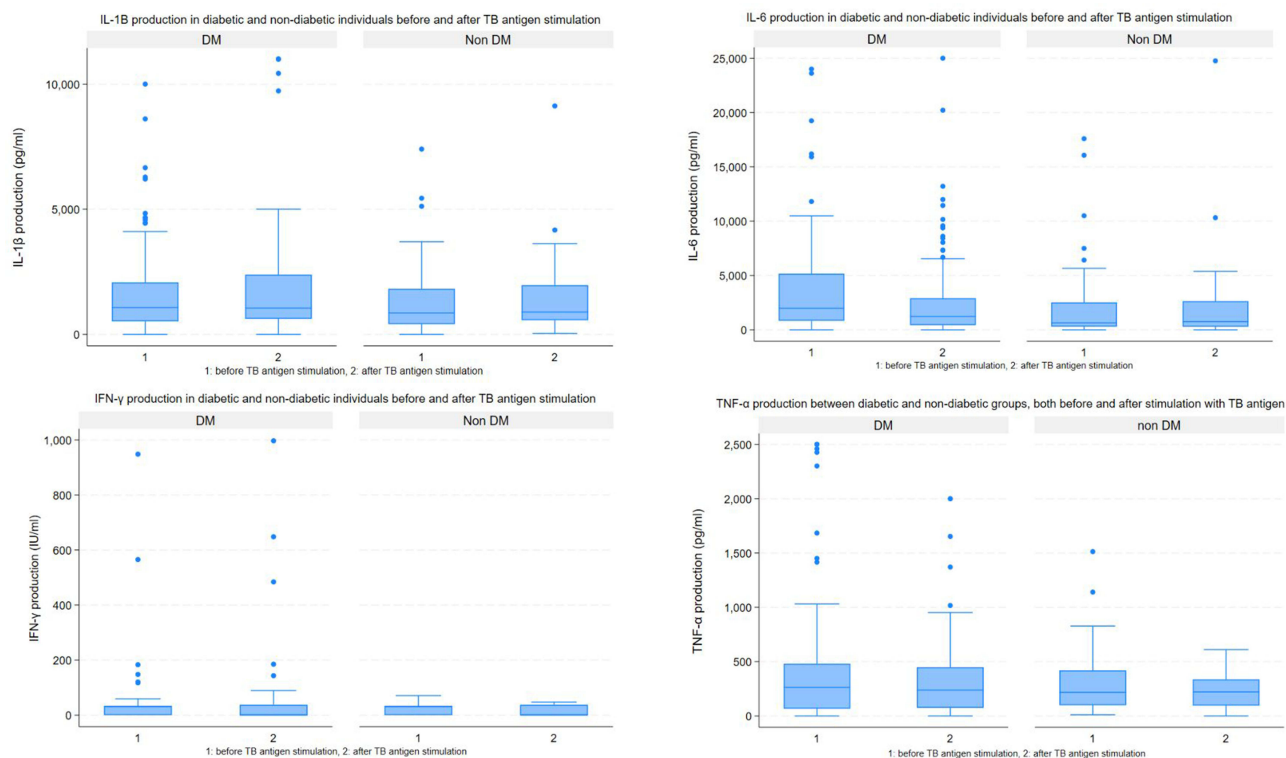 IL-1B production in diabetic and non-diabetic individuals before and after TB antigen stimulation
DM Non DM
IL-1β production (pg/ml)
10,000
5,000
0
1 2 1 2
1: before TB antigen stimulation, 2: after TB antigen stimulation
IL-6 production in diabetic and non-diabetic individuals before and after TB antigen stimulation
DM Non DM
IL-6 production (pg/ml)
25,000
20,000
15,000
10,000
5,000
0
1 2 1 2
1: before TB antigen stimulation, 2: after TB antigen stimulation
IFN-γ production in diabetic and non-diabetic individuals before and after TB antigen stimulation
DM Non DM
IFN-γ production (IU/ml)
1,000
800
600
400
200
0
1 2 1 2
1: before TB antigen stimulation, 2: after TB antigen stimulation
TNF-α production between diabetic and non-diabetic groups, both before and after stimulation with TB antigen
DM non DM
TNF-α production (pg/ml)
2,500
2,000
1,500
1,000
500
0
1 2 1 2
1: before TB antigen stimulation, 2: after TB antigen stimulation